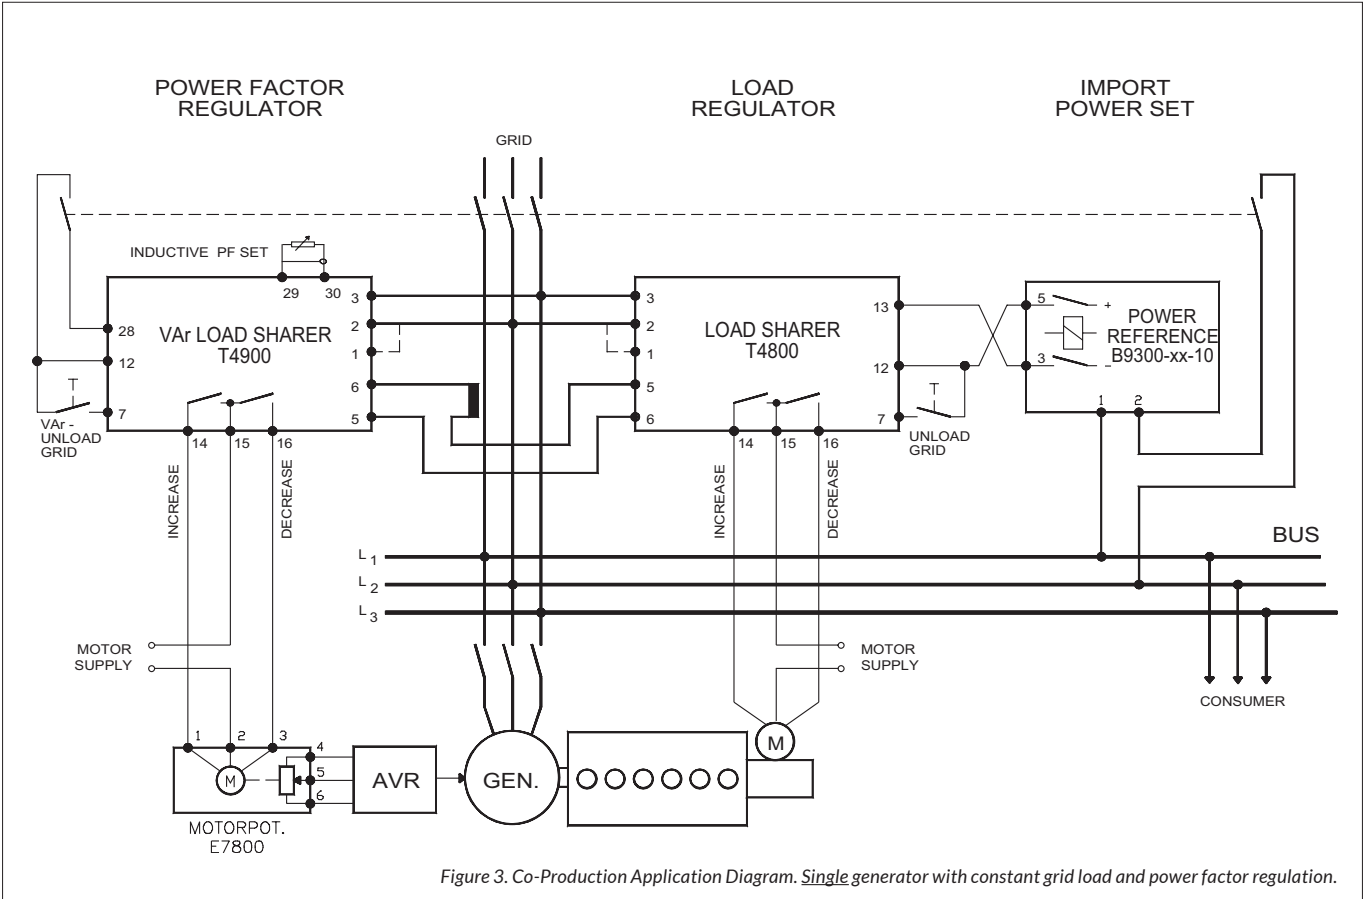 POWER FACTOR
REGULATOR
LOAD
REGULATOR
IMPORT
POWER SET
GRID
INDUCTIVE PF SET
29
30
3
2
1
6
5
28
12
7
VAr LOAD SHARER
T4900
VAr -
UNLOAD
GRID
14
15
16
INCREASE
DECREASE
3
2
1
5
6
LOAD SHARER
T4800
13
12
7
UNLOAD
GRID
14
15
16
INCREASE
DECREASE
5
+
POWER
REFERENCE
B9300-xx-10
3
-
1
2
BUS
L1
L2
L3
MOTOR
SUPPLY
MOTOR
SUPPLY
CONSUMER
1
2
3
4
5
6
M
AVR
GEN.
M
MOTORPOT.
E7800
Figure 3. Co-Production Application Diagram. Single generator with constant grid load and power factor regulation.